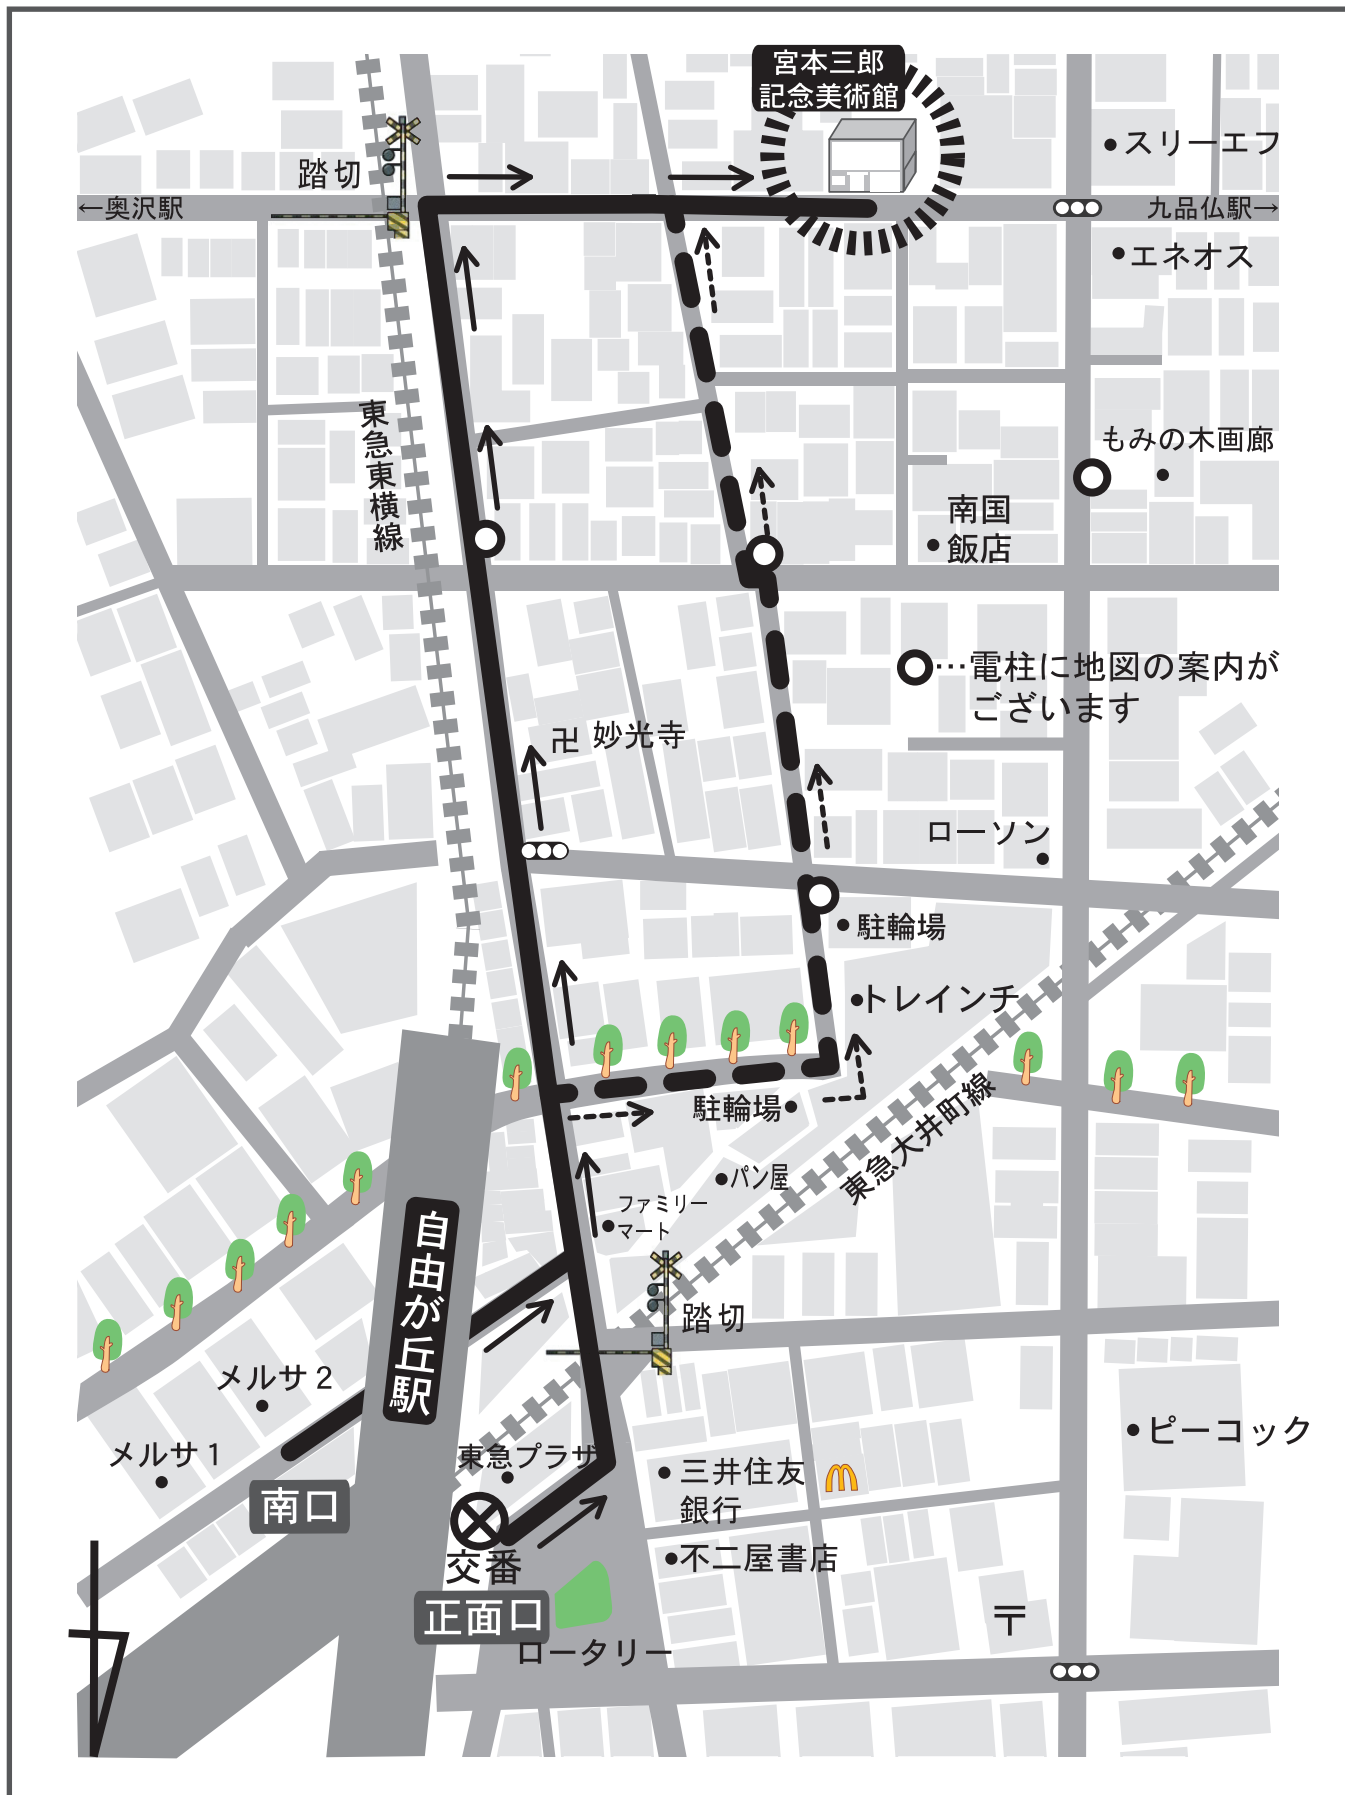 宮本三郎
記念美術館
スリーエフ
踏切
←奥沢駅
九品仏駅→
エネオス
東急東横線
もみの木画廊
南国
飯店
電柱に地図の案内が
ございます
卍 妙光寺
ローソン
駐輪場
トレインチ
駐輪場
東急大井町線
パン屋
ファミリー
マート
自由が丘駅
踏切
メルサ2
メルサ1
東急プラザ
ピーコック
三井住友
銀行
南口
不二屋書店
交番
正面口
〒
ロータリー